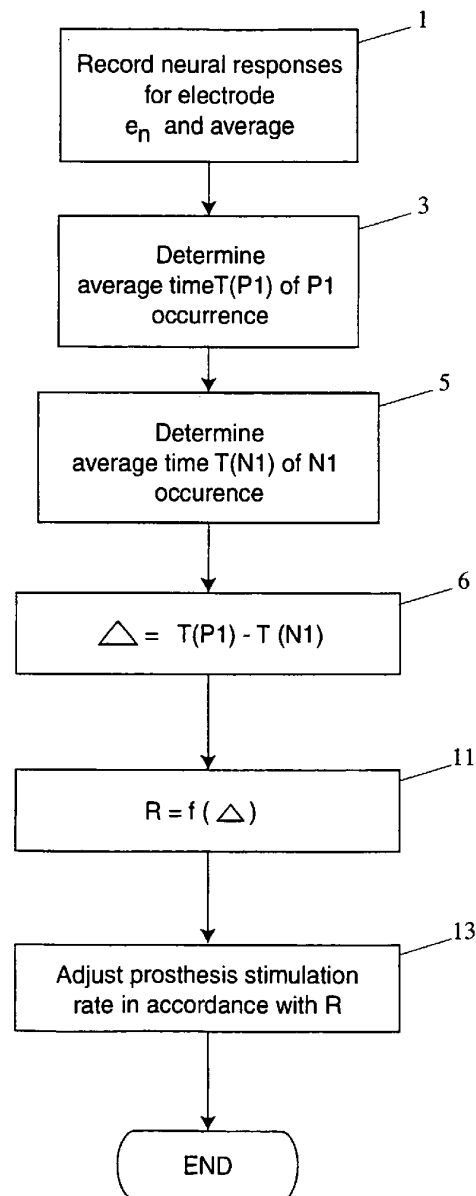 1
Record neural responses
for electrode
en and average
3
Determine
average timeT(P1) of P1
occurrence
5
Determine
average time T(N1) of N1
occurence
6
△ = T(P1) - T (N1)
11
R = f ( △ )
13
Adjust prosthesis stimulation
rate in accordance with R
END